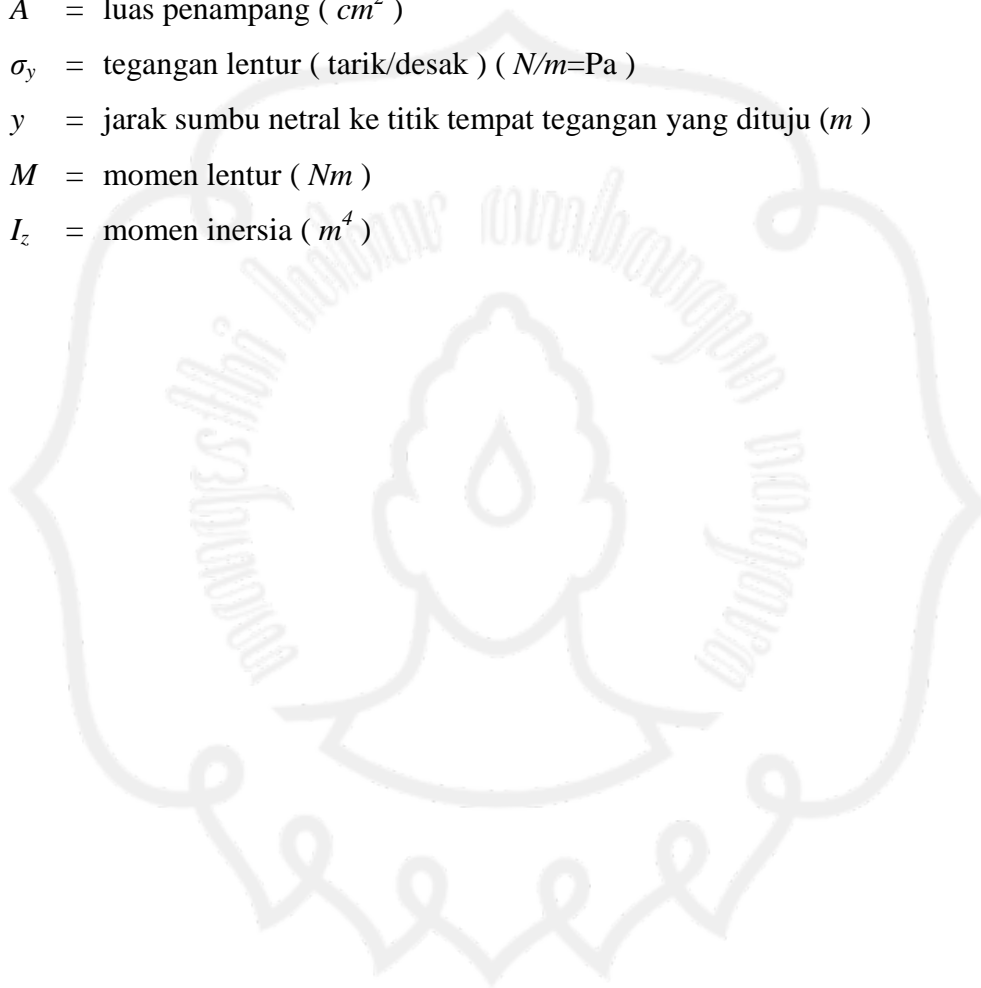 A = luas penampang ( cm² )
σy = tegangan lentur ( tarik/desak ) ( N/m=Pa )
y = jarak sumbu netral ke titik tempat tegangan yang dituju (m )
M = momen lentur ( Nm )
Iz = momen inersia ( m⁴ )